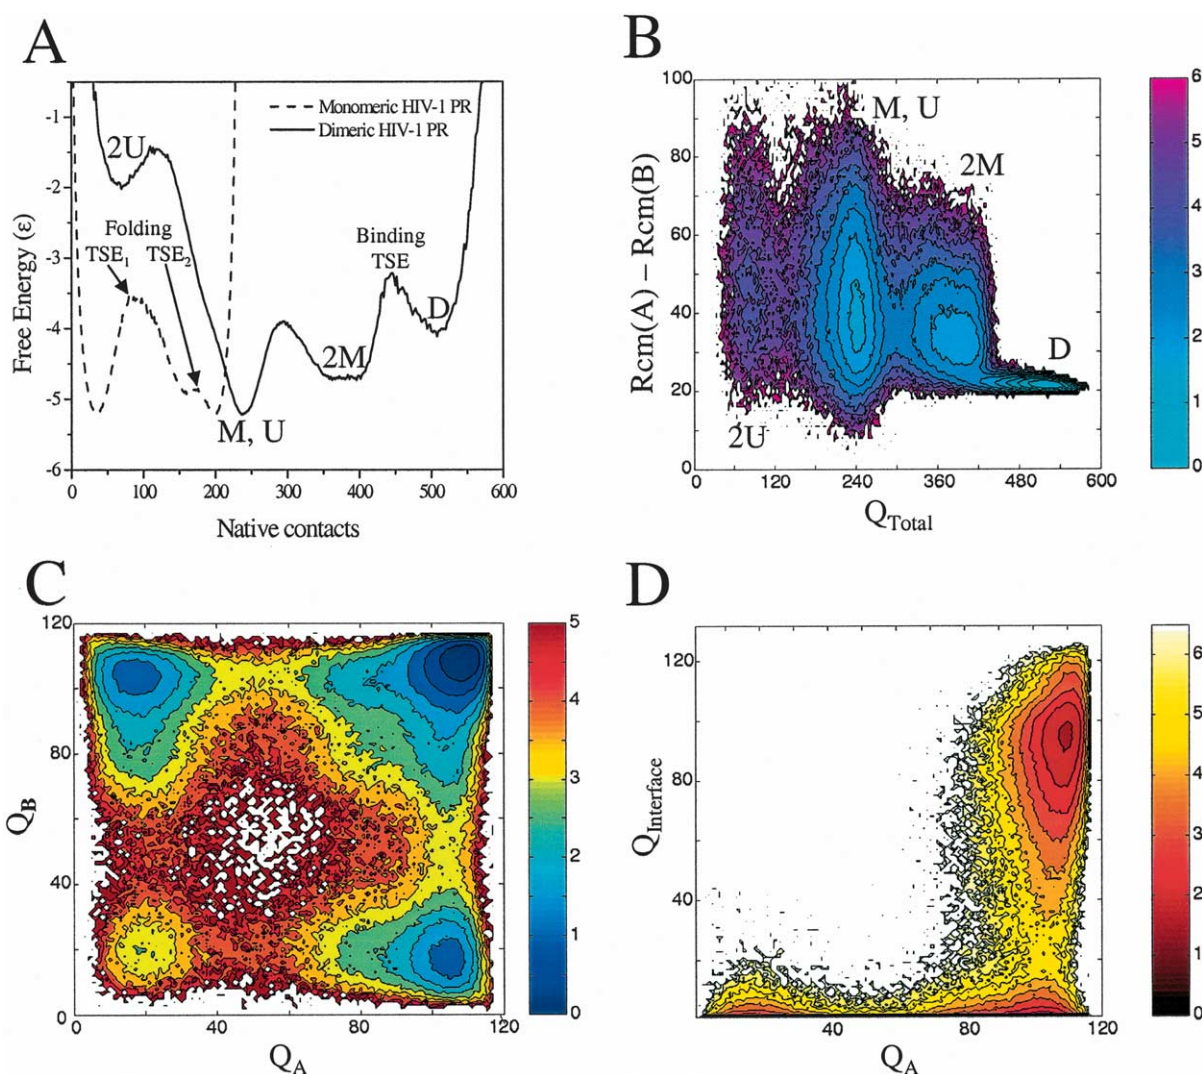 A
-1
-2
-3
-4
-5
-6
Free Energy (ε)
0
100
200
300
400
500
600
Native contacts
Monomeric HIV-1 PR
Dimeric HIV-1 PR
2U
Folding
TSE1
TSE2
Binding
TSE
D
2M
M, U
B
100
80
60
40
20
0
Rcm(A) – Rcm(B)
0
120
240
360
480
600
QTotal
M, U
2M
D
2U
6
5
4
3
2
1
0
C
120
80
40
0
QB
0
40
80
120
QA
5
4
3
2
1
0
D
120
80
40
QInterface
40
80
120
QA
6
5
4
3
2
1
0